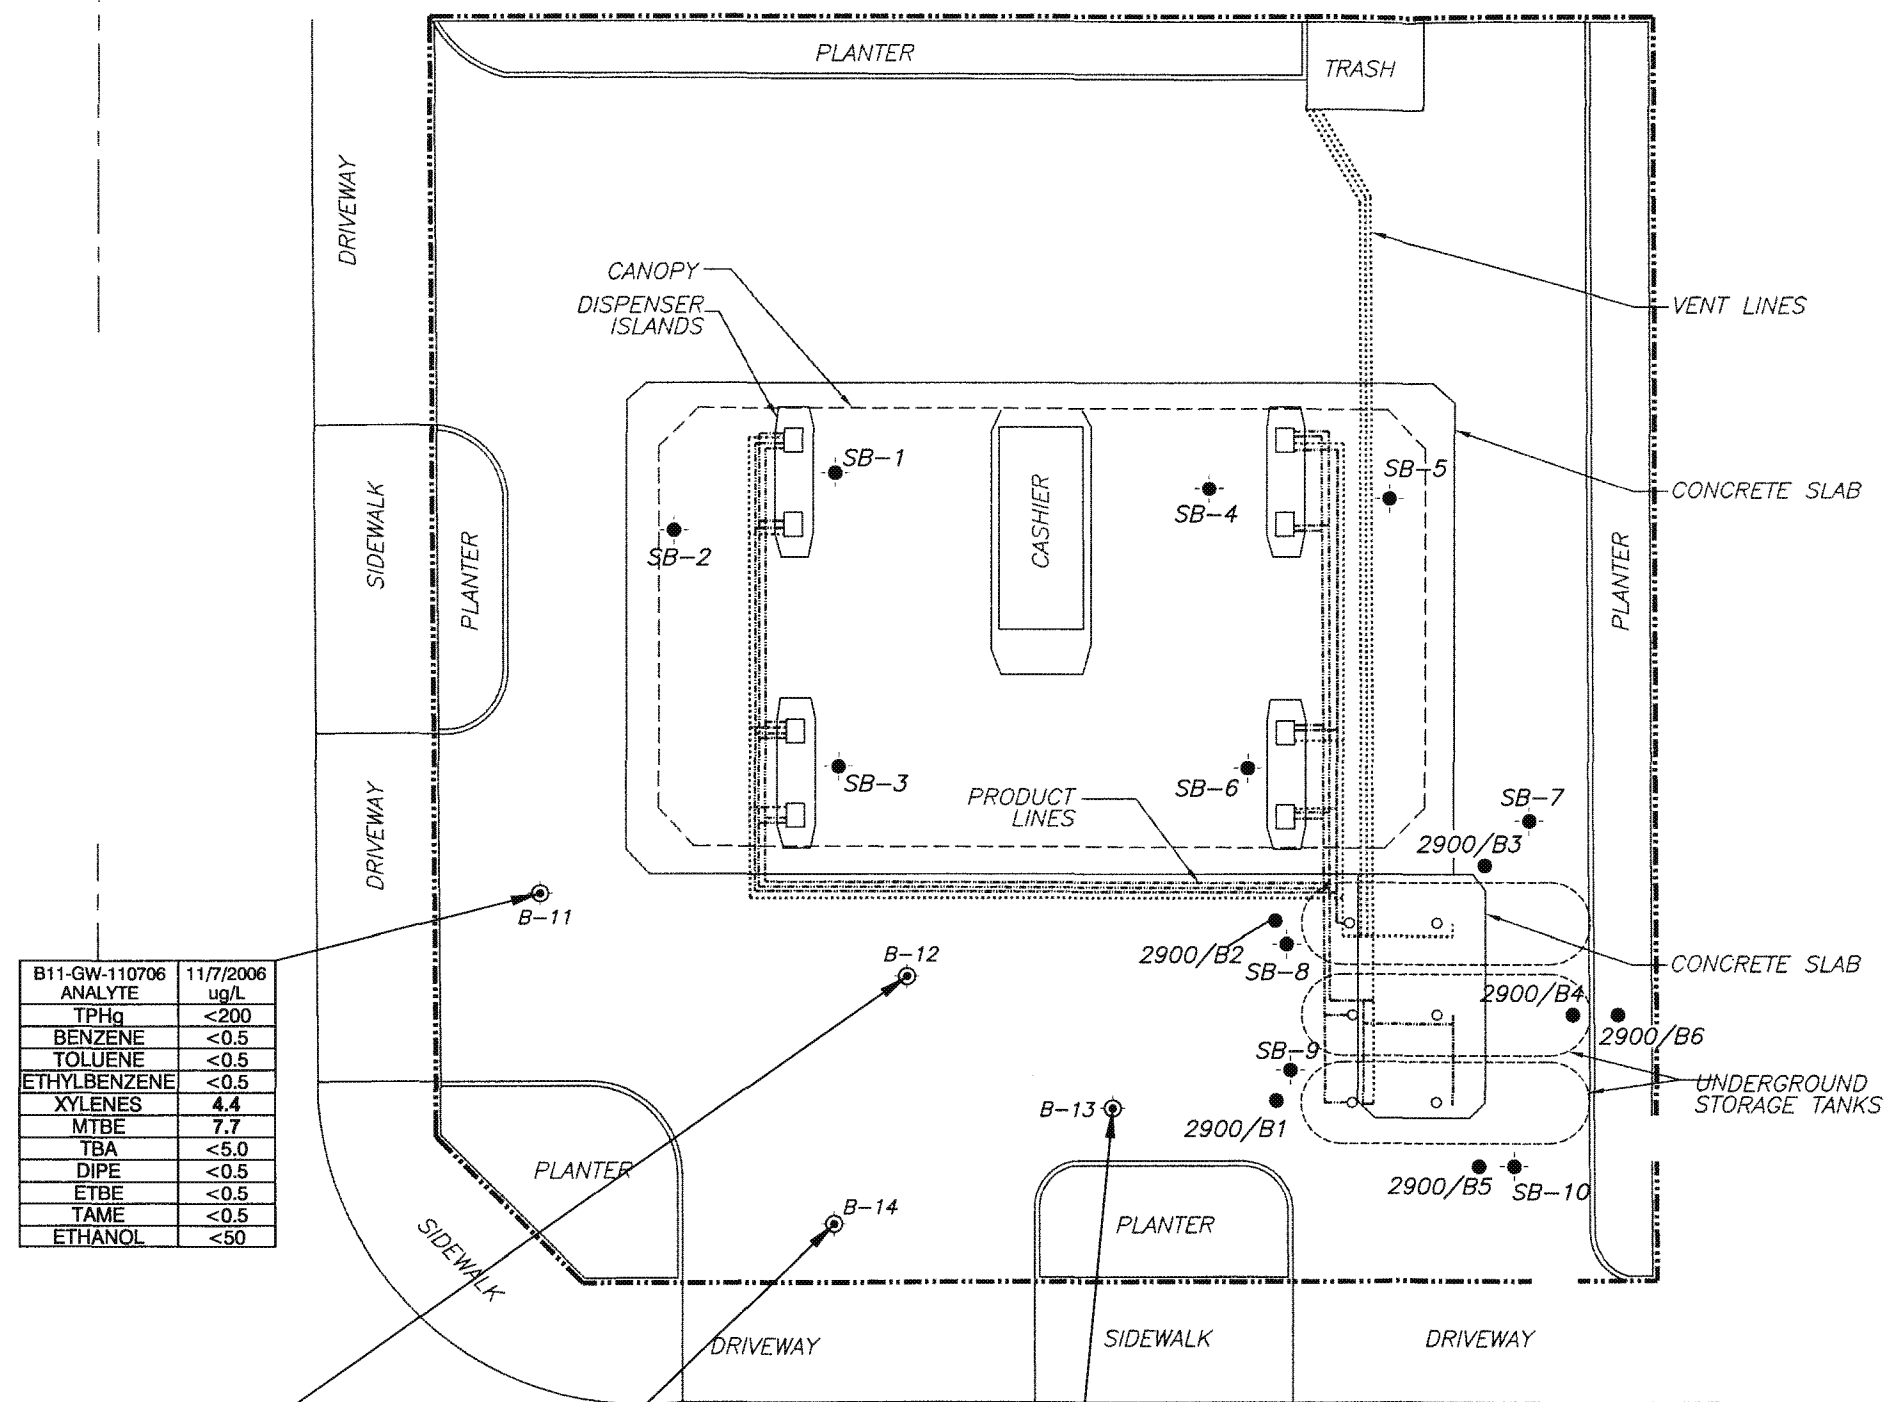 PLANTER
TRASH
DRIVEWAY
CANOPY
DISPENSER
ISLANDS
VENT LINES
SB-1
SB-5
SB-4
CASHIER
CONCRETE SLAB
SB-2
SIDEWALK
PLANTER
PLANTER
SB-3
SB-6
PRODUCT
LINES
SB-7
2900/B3
DRIVEWAY
B-11
2900/B2
SB-8
B-12
CONCRETE SLAB
2900/B4
2900/B6
B11-GW-110706 11/7/2006
ANALYTE ug/L
TPHg <200
BENZENE <0.5
TOLUENE <0.5
ETHYLBENZENE <0.5
XYLENES 4.4
MTBE 7.7
TBA <5.0
DIPE <0.5
ETBE <0.5
TAME <0.5
ETHANOL <50
SB-9
B-13
2900/B1
UNDERGROUND
STORAGE TANKS
PLANTER
B-14
PLANTER
2900/B5
SB-10
SIDEWALK
DRIVEWAY
SIDEWALK
DRIVEWAY